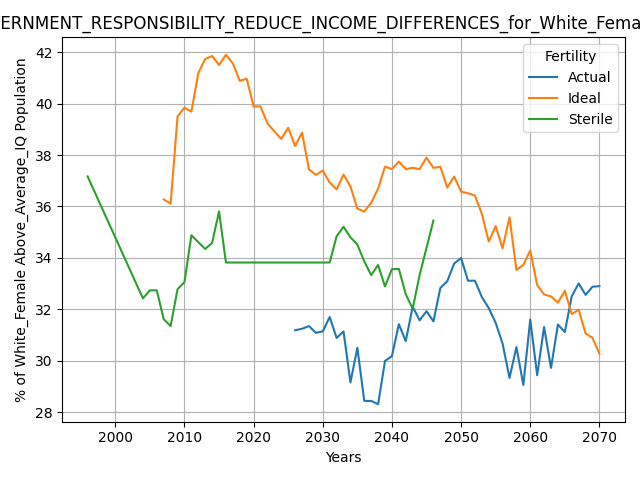 ERNMENT_RESPONSIBILITY_REDUCE_INCOME_DIFFERENCES_for_White_Fema
Fertility
Actual
Ideal
Sterile
% of White_Female Above_Average_IQ Population
42
40
38
36
34
32
30
28
2000 2010 2020 2030 2040 2050 2060 2070
Years